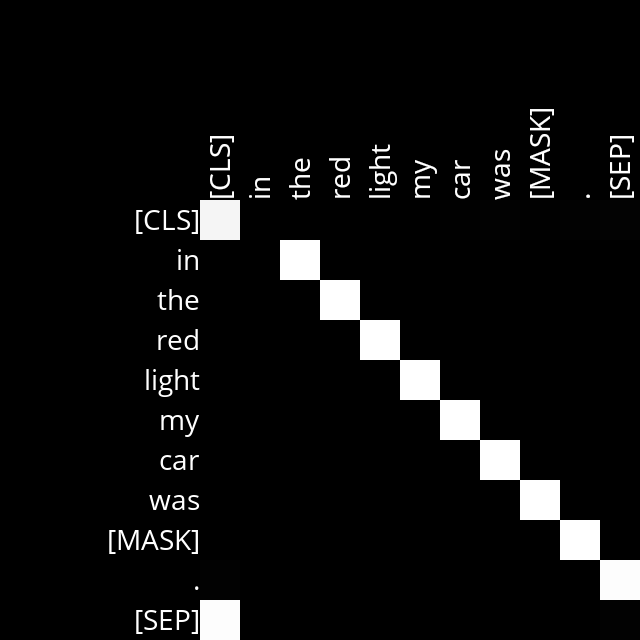 [CLS] in the red light my car was [MASK] . [SEP]
[CLS]
in
the
red
light
my
car
was
[MASK]
.
[SEP]